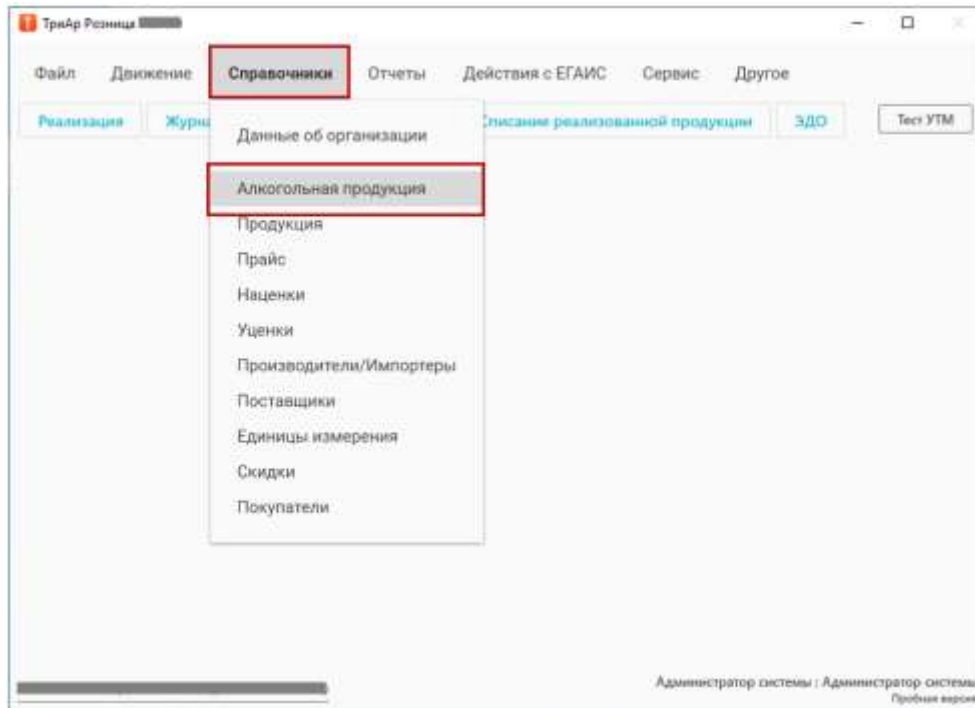 ТриАр Розница
Файл Движение Справочники Отчеты Действия с ЕГАИС Сервис Другое
Реализация Журна Списание реализованной продукции ЭДО Тест УТМ
Данные об организации
Алкогольная продукция
Продукция
Прайс
Наценки
Уценки
Производители/Импортеры
Поставщики
Единицы измерения
Скидки
Покупатели
Администратор системы : Администратор системы
Пробная версия